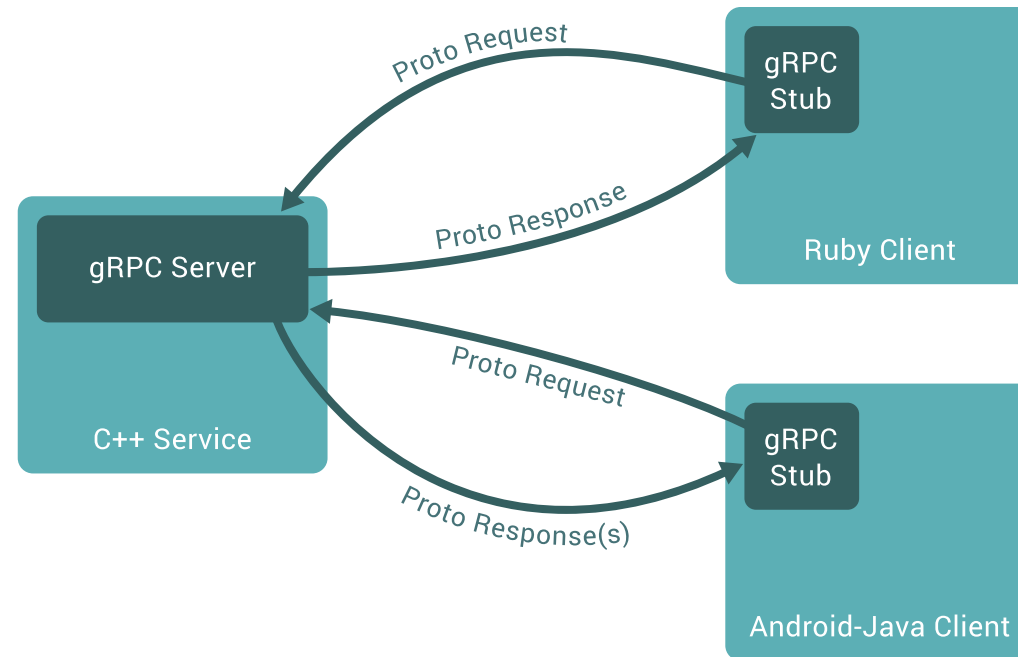 Proto Request
gRPC
Stub
Proto Response
Ruby Client
gRPC Server
C++ Service
Proto Request
gRPC
Stub
Proto Response(s)
Android-Java Client